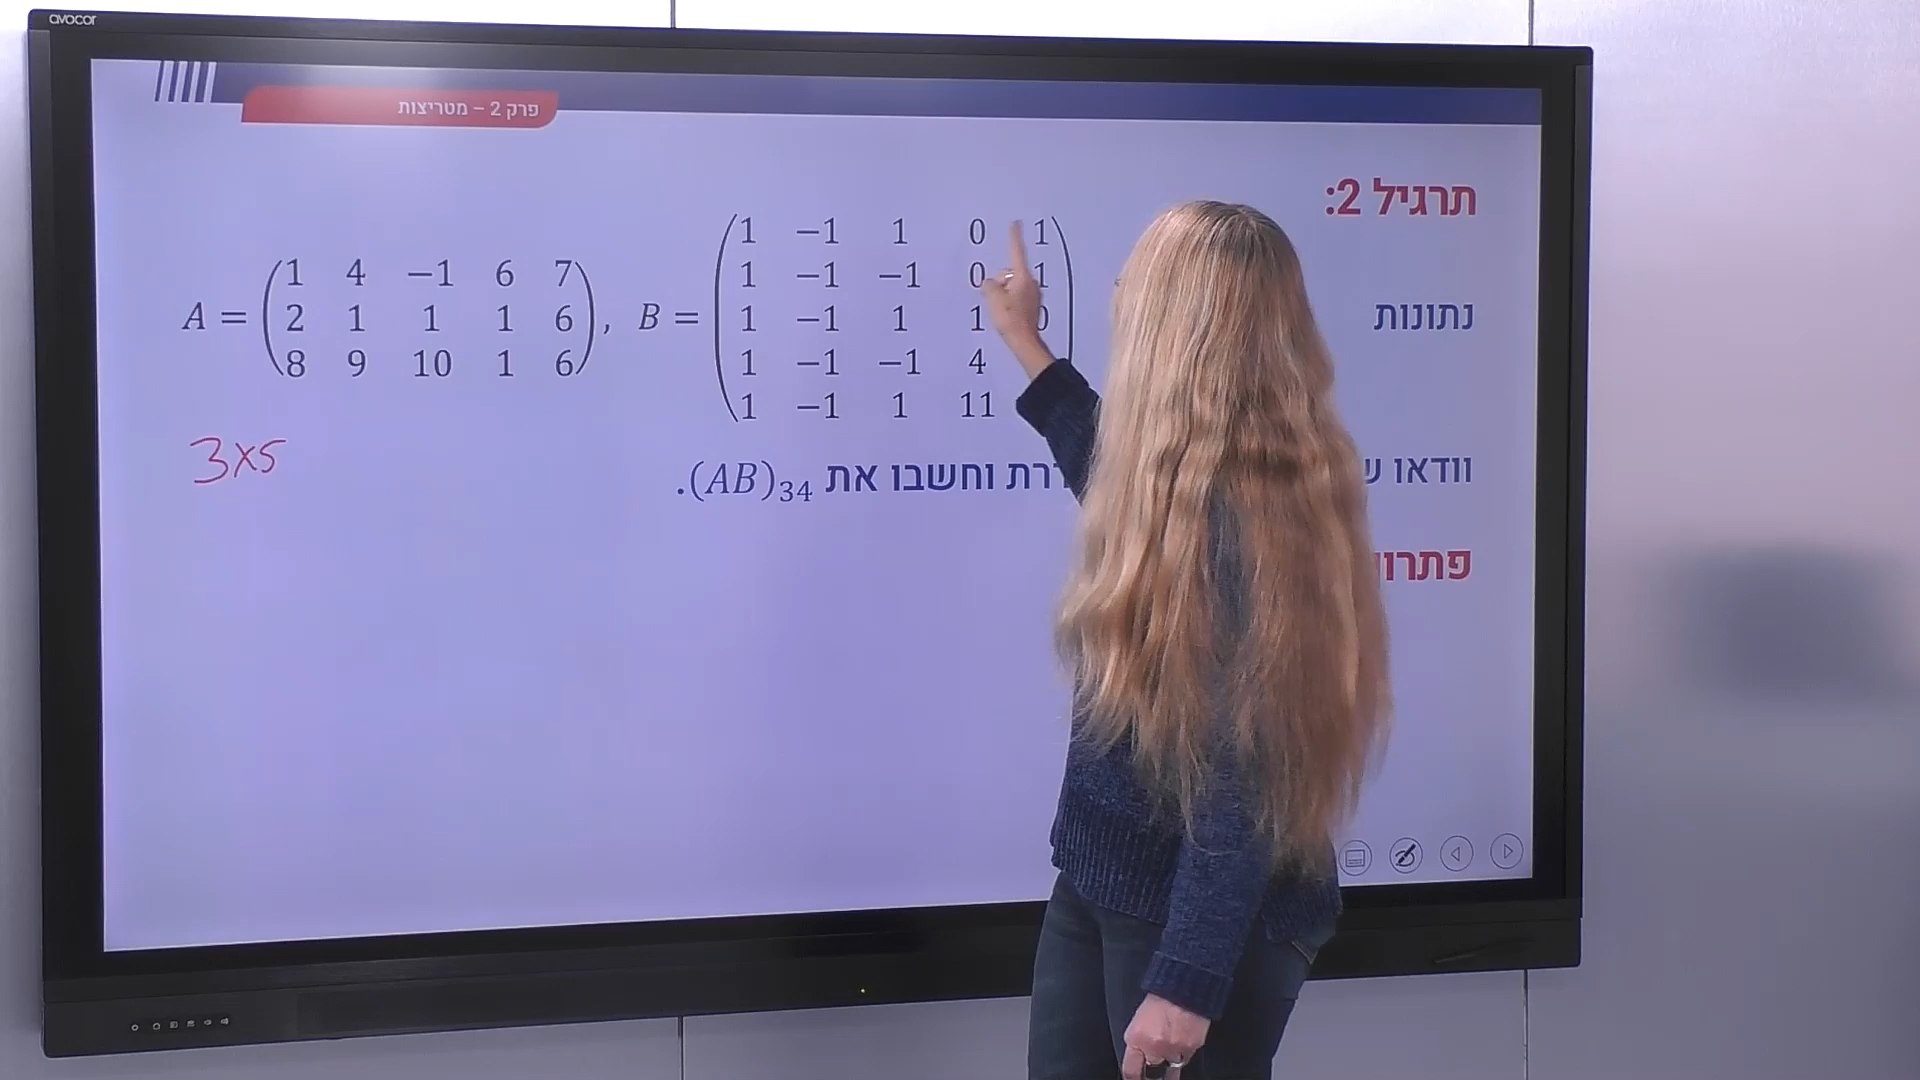 avocor
פרק 2 – מטריצות
תרגיל 2:
נתונות
A = (1 4 −1 6 7
2 1 1 1 6
8 9 10 1 6), B = (1 −1 1 0 1
1 −1 −1 0 1
1 −1 1 1 0
1 −1 −1 4
1 −1 1 11
3x5
וודאו ש וחשבו את (AB)34.